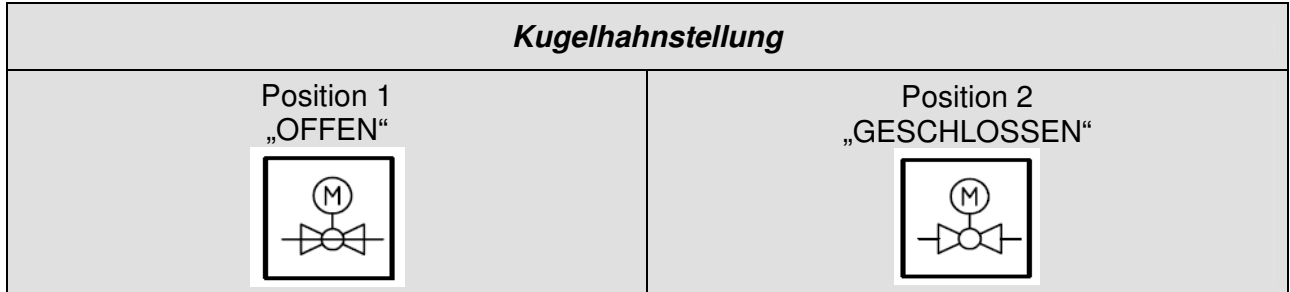 Kugelhahnstellung
Position 1
„OFFEN“
M
Position 2
„GESCHLOSSEN“
M